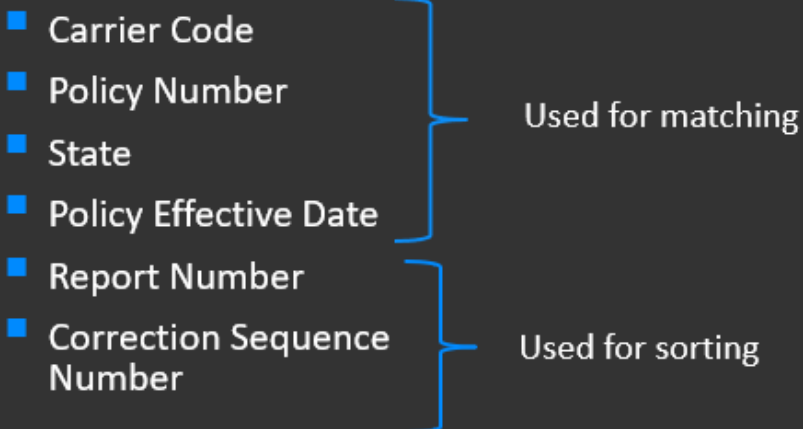 Carrier Code
Policy Number
Used for matching
State
Policy Effective Date
Report Number
Correction Sequence
Number
Used for sorting